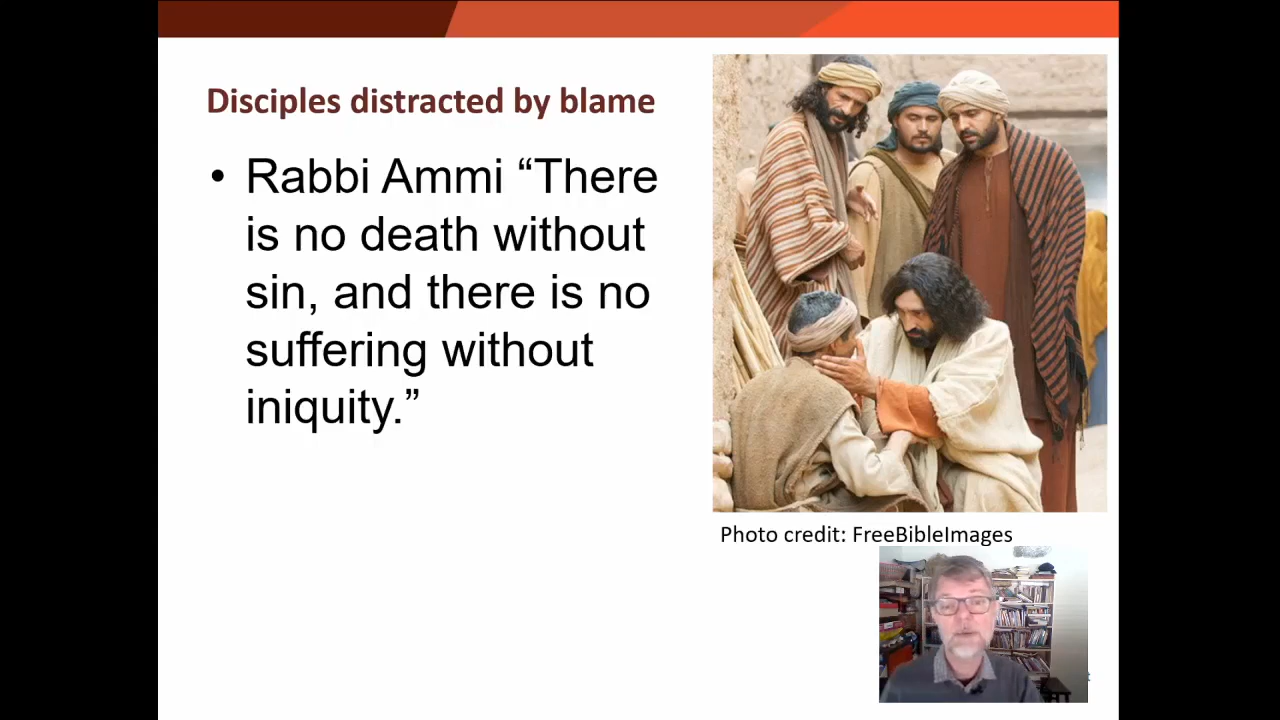 Disciples distracted by blame
• Rabbi Ammi “There
is no death without
sin, and there is no
suffering without
iniquity.”
Photo credit: FreeBibleImages